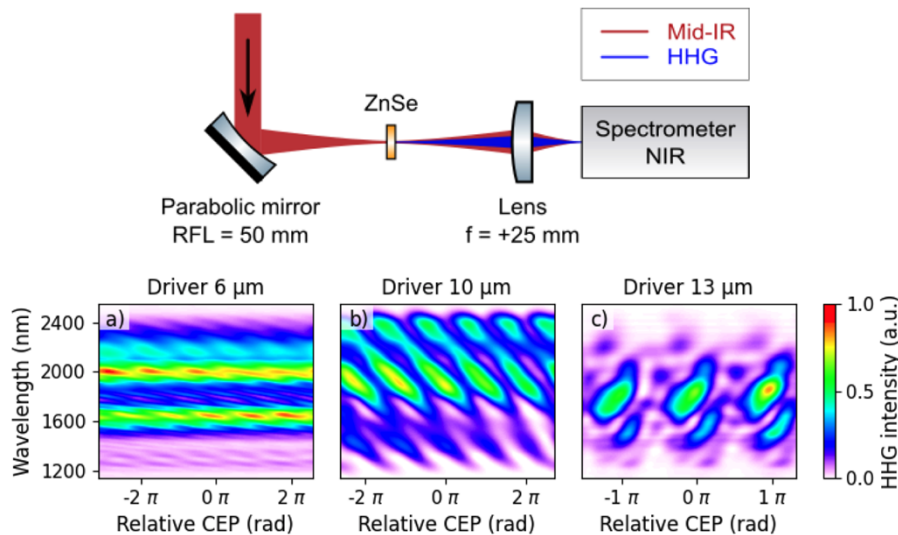 Mid-IR
HHG
ZnSe
Spectrometer
NIR
Parabolic mirror
RFL = 50 mm
Lens
f = +25 mm
Driver 6 μm
Driver 10 μm
Driver 13 μm
a)
b)
c)
Wavelength (nm)
2400
2000
1600
1200
-2 π
0 π
2 π
-2 π
0 π
2 π
-1 π
0 π
1 π
Relative CEP (rad)
Relative CEP (rad)
Relative CEP (rad)
1.0
0.5
0.0
HHG intensity (a.u.)